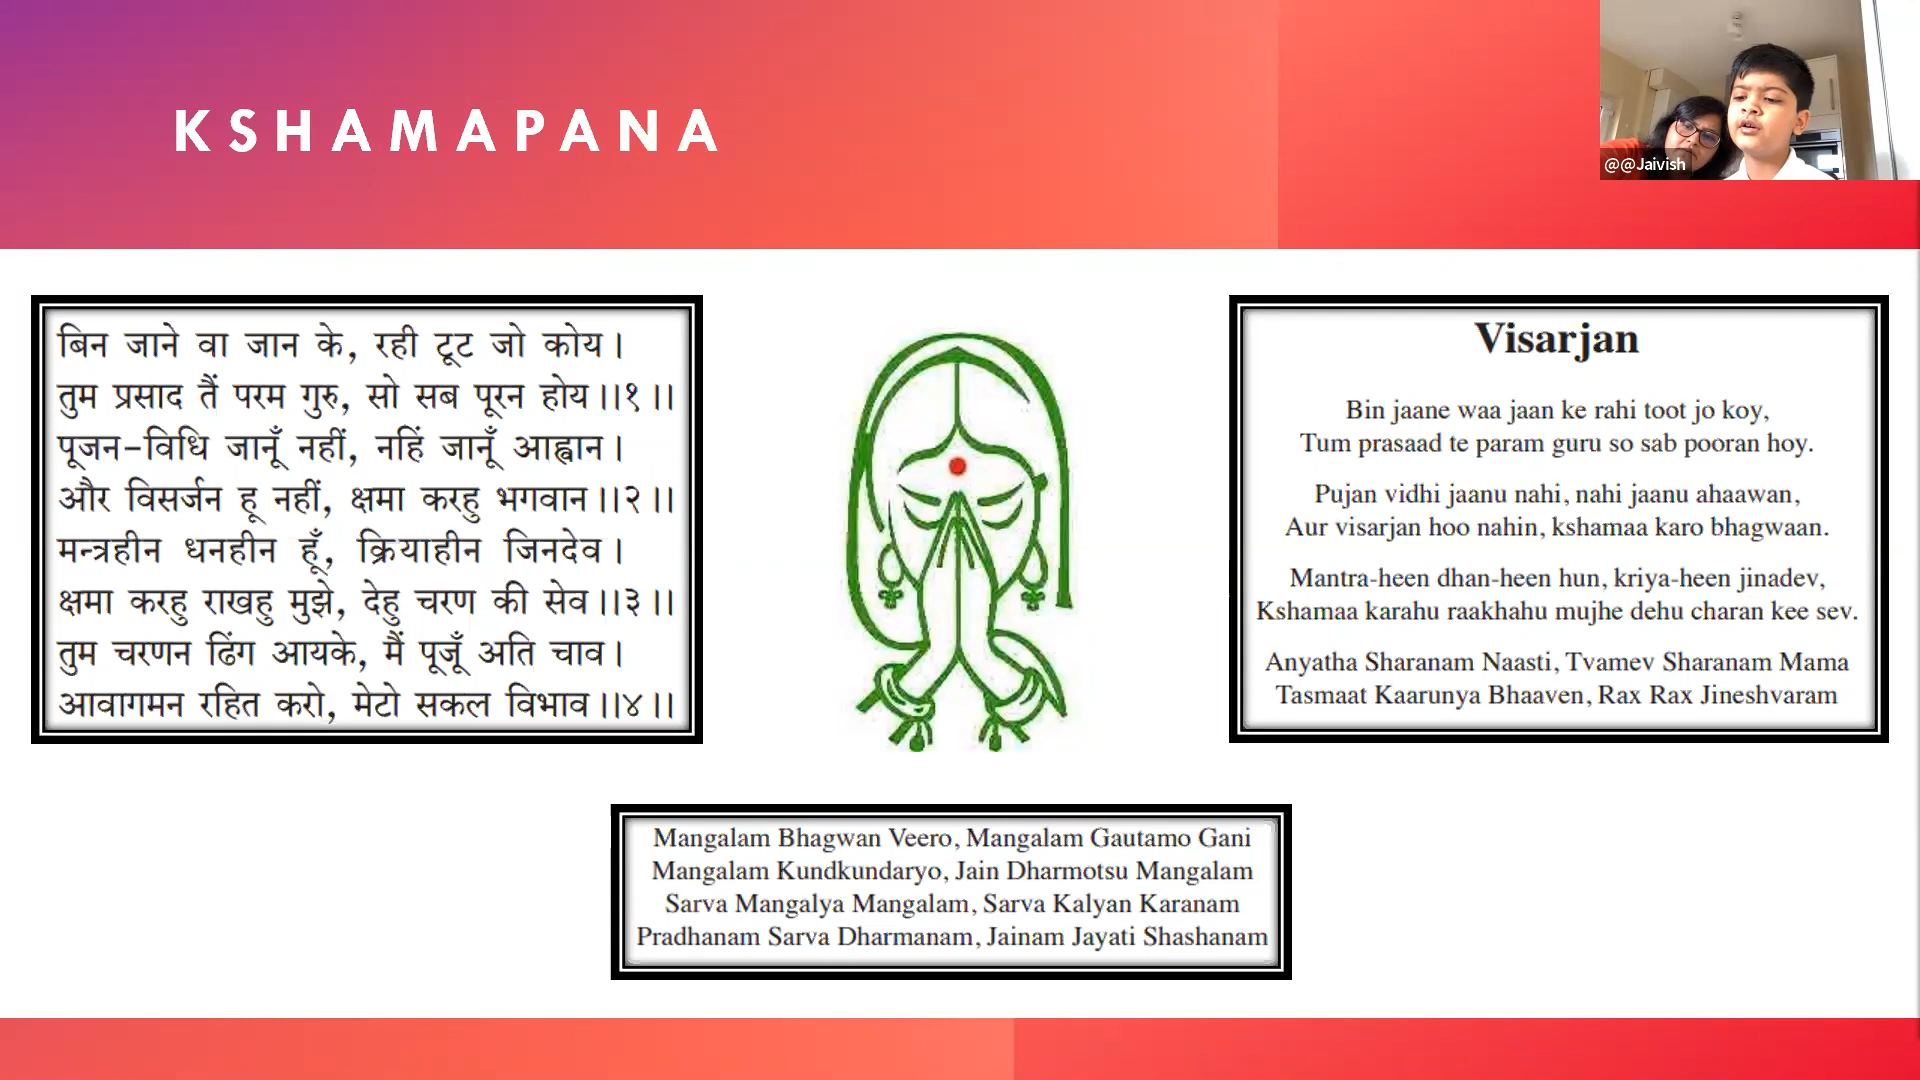 KSHAMAPANA
@@Jaivish
बिन जाने वा जान के, रही टूट जो कोय।
तुम प्रसाद तैं परम गुरु, सो सब पूरन होय।।१।।
पूजन-विधि जानूँ नहीं, नहिं जानूँ आह्वान।
और विसर्जन हू नहीं, क्षमा करहु भगवान।।२।।
मन्त्रहीन धनहीन हूँ, क्रियाहीन जिनदेव।
क्षमा करहु राखहु मुझे, देहु चरण की सेव।।३।।
तुम चरणन ढिंग आयके, मैं पूजूँ अति चाव।
आवागमन रहित करो, मेटो सकल विभाव।।४।।
Visarjan
Bin jaane waa jaan ke rahi toot jo koy,
Tum prasaad te param guru so sab pooran hoy.
Pujan vidhi jaanu nahi, nahi jaanu ahaawan,
Aur visarjan hoo nahin, kshamaa karo bhagwaan.
Mantra-heen dhan-heen hun, kriya-heen jinadev,
Kshamaa karahu raakhahu mujhe dehu charan kee sev.
Anyatha Sharanam Naasti, Tvamev Sharanam Mama
Tasmaat Kaarunya Bhaaven, Rax Rax Jineshvaram
Mangalam Bhagwan Veero, Mangalam Gautamo Gani
Mangalam Kundkundaryo, Jain Dharmotsu Mangalam
Sarva Mangalya Mangalam, Sarva Kalyan Karanam
Pradhanam Sarva Dharmanam, Jainam Jayati Shashanam